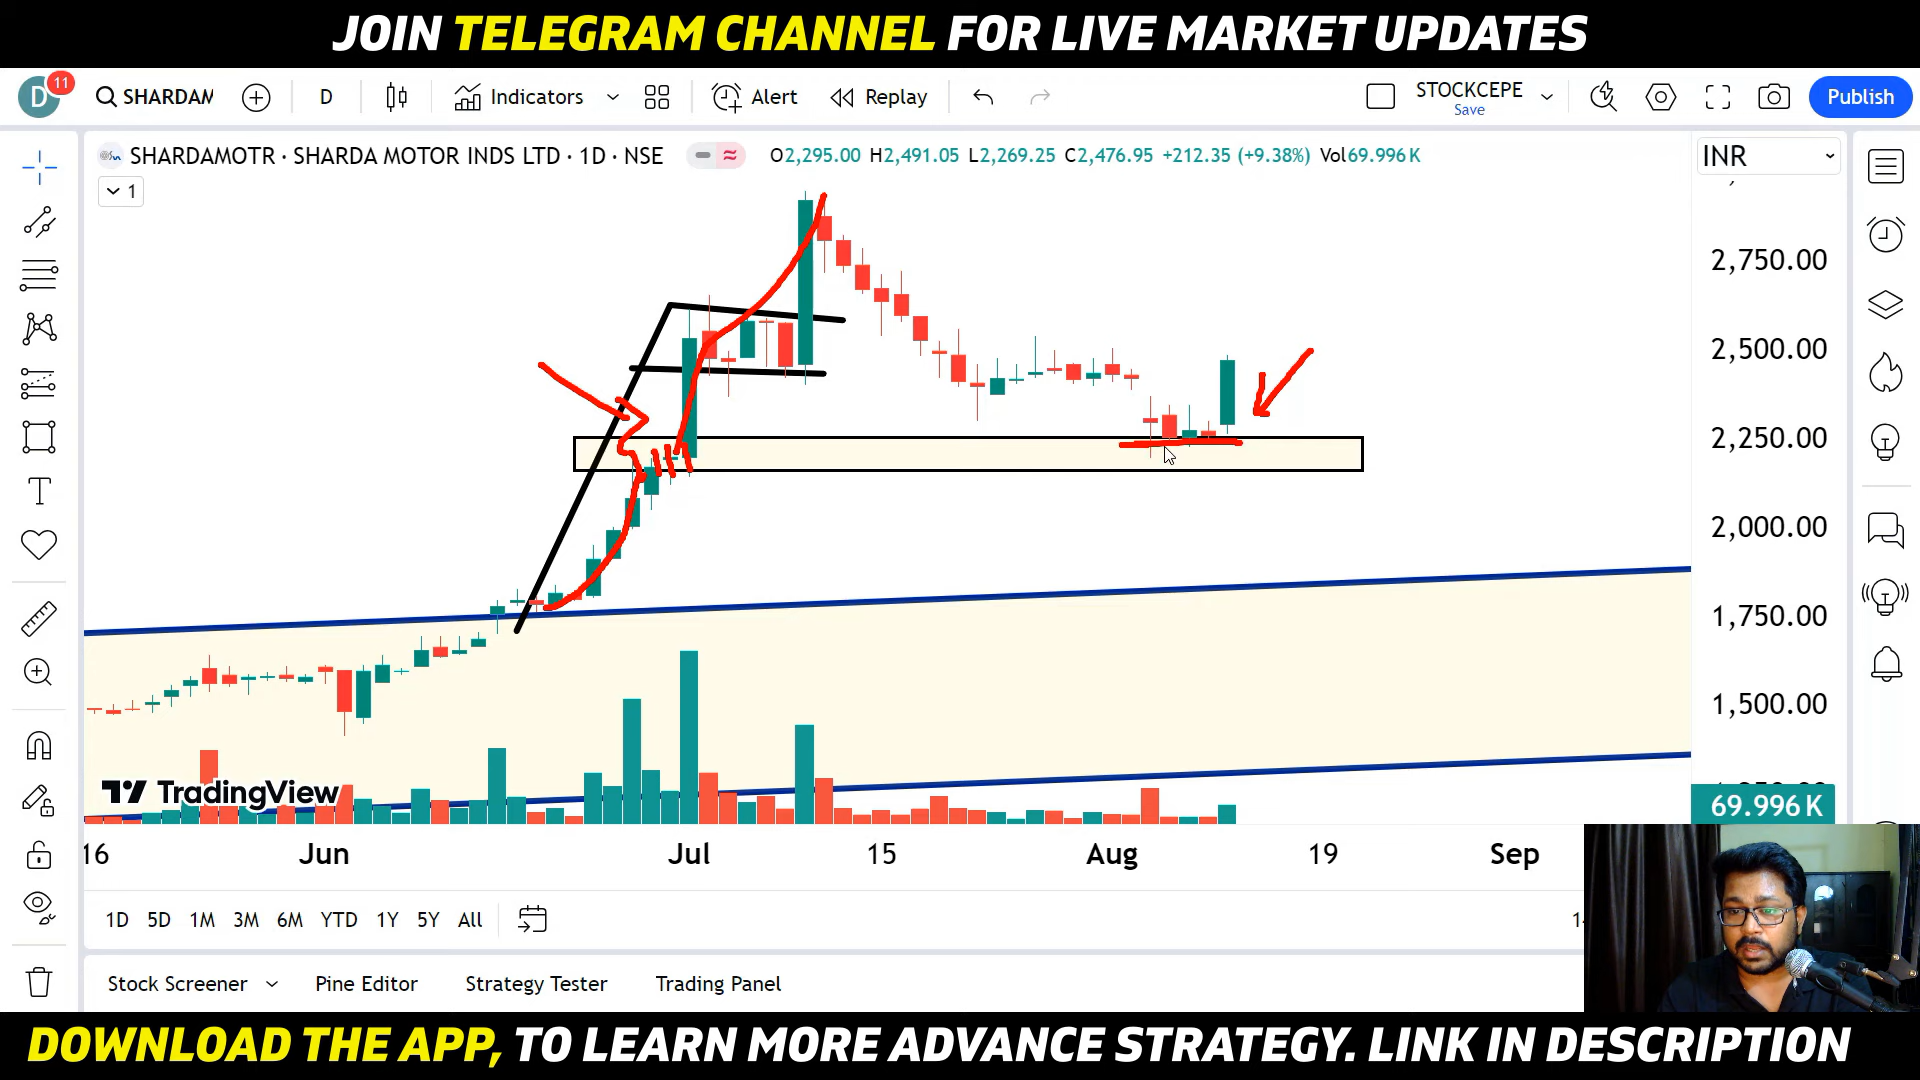 JOIN TELEGRAM CHANNEL FOR LIVE MARKET UPDATES
D
11
SHARDAM
D
Indicators
Alert
Replay
STOCKCEPE
Save
Publish
SHARDAMOTR · SHARDA MOTOR INDS LTD · 1D · NSE
O2,295.00 H2,491.05 L2,269.25 C2,476.95 +212.35 (+9.38%) Vol69.996K
INR
1
2,750.00
2,500.00
2,250.00
2,000.00
1,750.00
1,500.00
69.996K
TradingView
16
Jun
Jul
15
Aug
19
Sep
1D 5D 1M 3M 6M YTD 1Y 5Y All
Stock Screener
Pine Editor
Strategy Tester
Trading Panel
DOWNLOAD THE APP, TO LEARN MORE ADVANCE STRATEGY. LINK IN DESCRIPTION